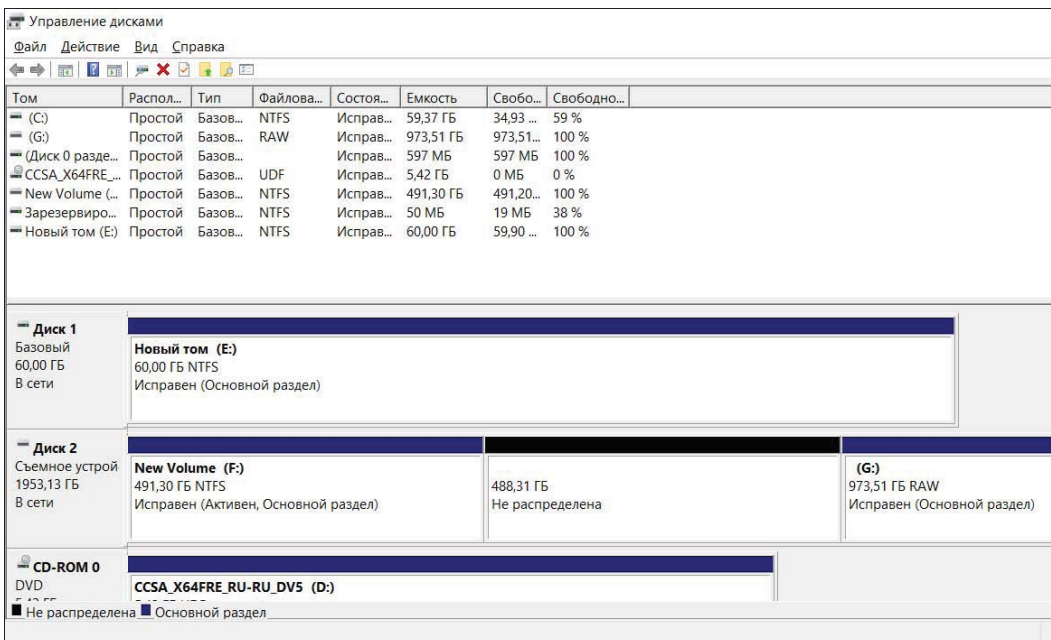 Управление дисками
Файл Действие Вид Справка
Том Распол... Тип Файлова... Состоя... Емкость Свобо... Свободно...
(C:) Простой Базов... NTFS Исправ... 59,37 ГБ 34,93 ... 59 %
(G:) Простой Базов... RAW Исправ... 973,51 ГБ 973,51... 100 %
(Диск 0 разде... Простой Базов... Исправ... 597 МБ 597 МБ 100 %
CCSA_X64FRE_... Простой Базов... UDF Исправ... 5,42 ГБ 0 МБ 0 %
New Volume (... Простой Базов... NTFS Исправ... 491,30 ГБ 491,20... 100 %
Зарезервиро... Простой Базов... NTFS Исправ... 50 МБ 19 МБ 38 %
Новый том (E:) Простой Базов... NTFS Исправ... 60,00 ГБ 59,90 ... 100 %
Диск 1
Базовый
60,00 ГБ
В сети
Новый том (E:)
60,00 ГБ NTFS
Исправен (Основной раздел)
Диск 2
Съемное устрой
1953,13 ГБ
В сети
New Volume (F:)
491,30 ГБ NTFS
Исправен (Активен, Основной раздел)
488,31 ГБ
Не распределена
(G:)
973,51 ГБ RAW
Исправен (Основной раздел)
CD-ROM 0
DVD
CCSA_X64FRE_RU-RU_DV5 (D:)
Не распределена Основной раздел